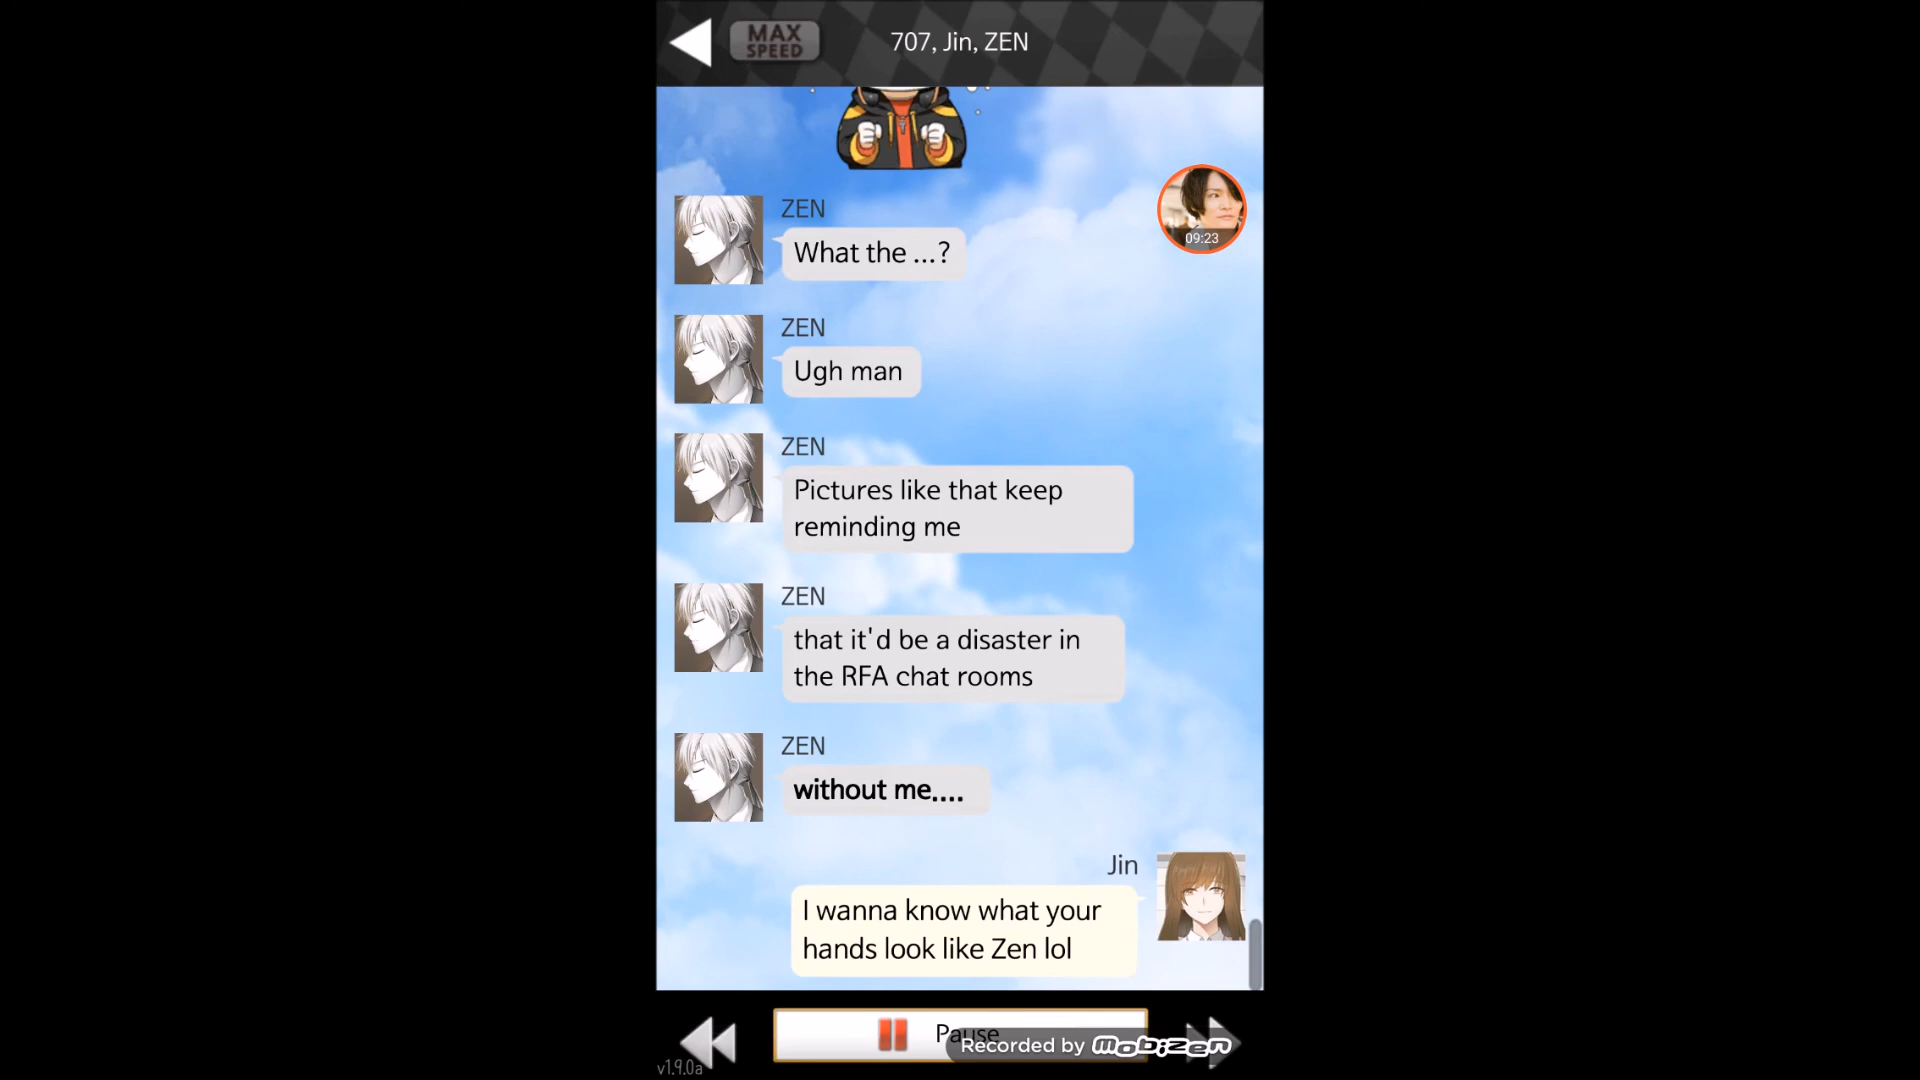 MAX
SPEED
707, Jin, ZEN
09:23
ZEN
What the ...?
ZEN
Ugh man
ZEN
Pictures like that keep
reminding me
ZEN
that it'd be a disaster in
the RFA chat rooms
ZEN
without me....
Jin
I wanna know what your
hands look like Zen lol
Pause
Recorded by Mobizen
v1.9.0a